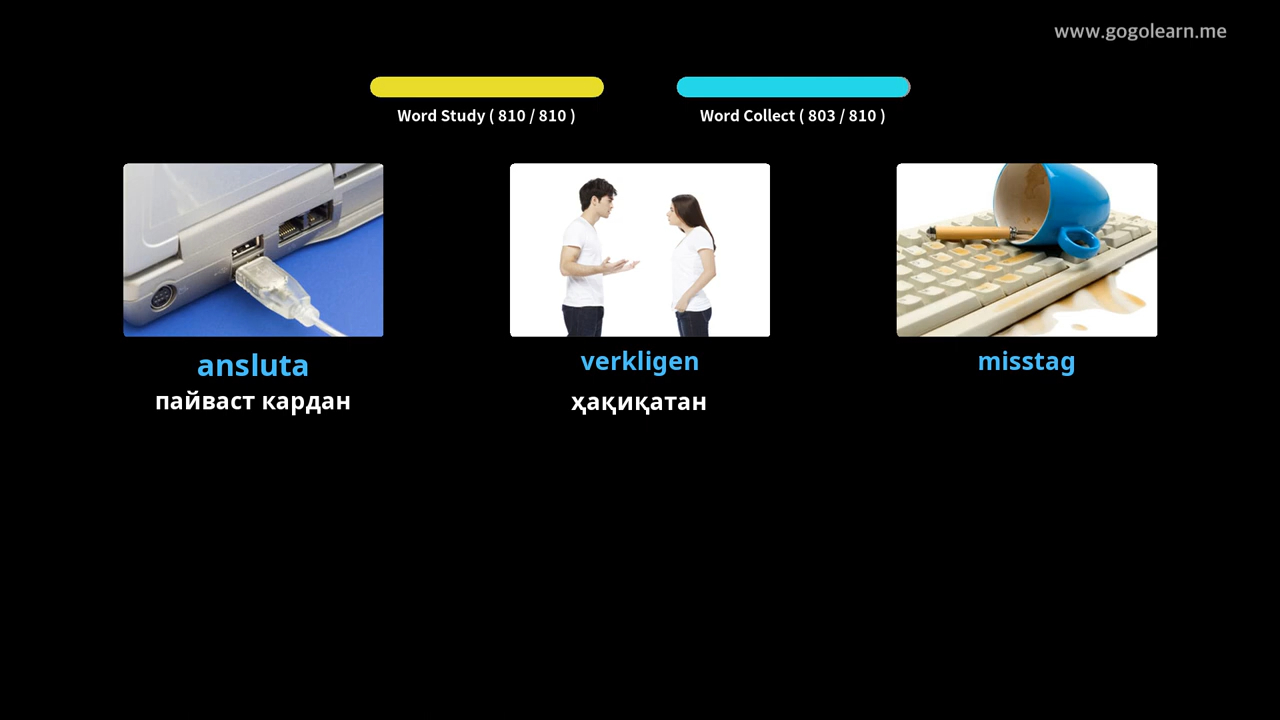 www.gogolearn.me
Word Study ( 810 / 810 )
Word Collect ( 803 / 810 )
ansluta
verkligen
misstag
пайваст кардан
ҳақиқатан